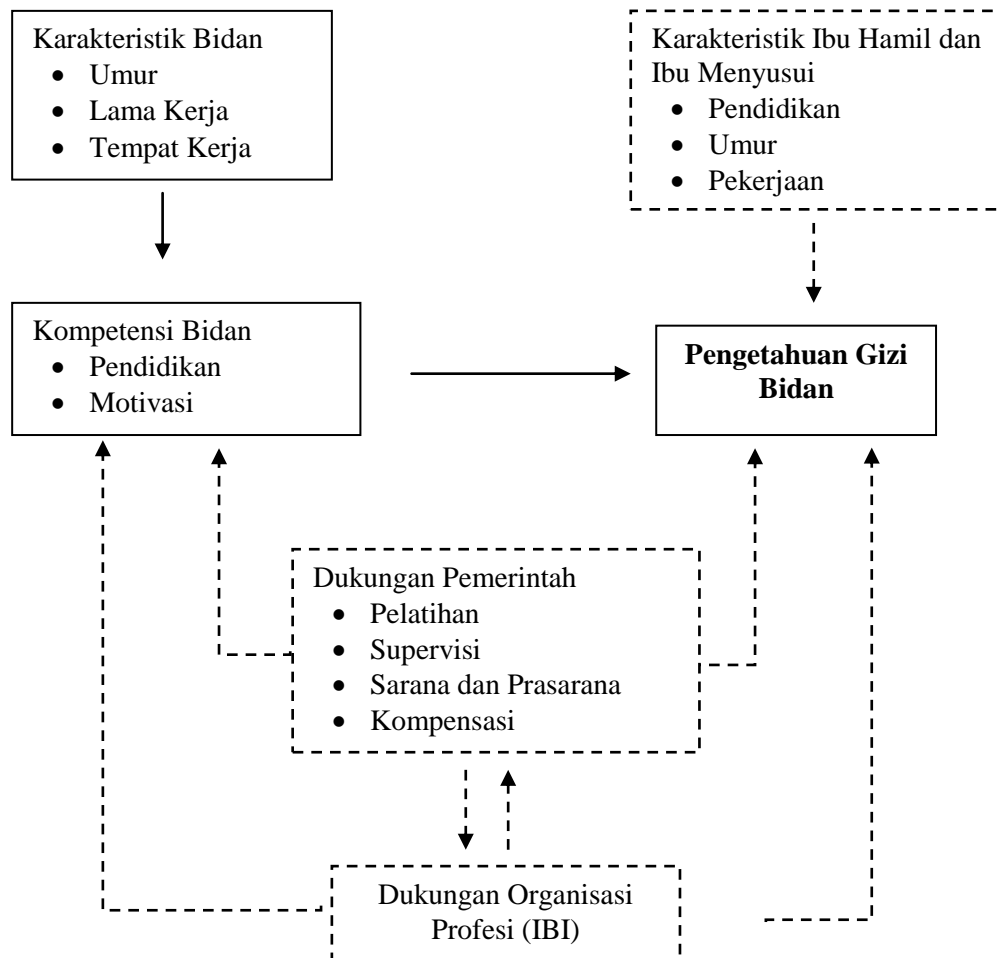 Karakteristik Bidan
• Umur
• Lama Kerja
• Tempat Kerja
Karakteristik Ibu Hamil dan
Ibu Menyusui
• Pendidikan
• Umur
• Pekerjaan
Kompetensi Bidan
• Pendidikan
• Motivasi
Pengetahuan Gizi
Bidan
Dukungan Pemerintah
• Pelatihan
• Supervisi
• Sarana dan Prasarana
• Kompensasi
Dukungan Organisasi
Profesi (IBI)